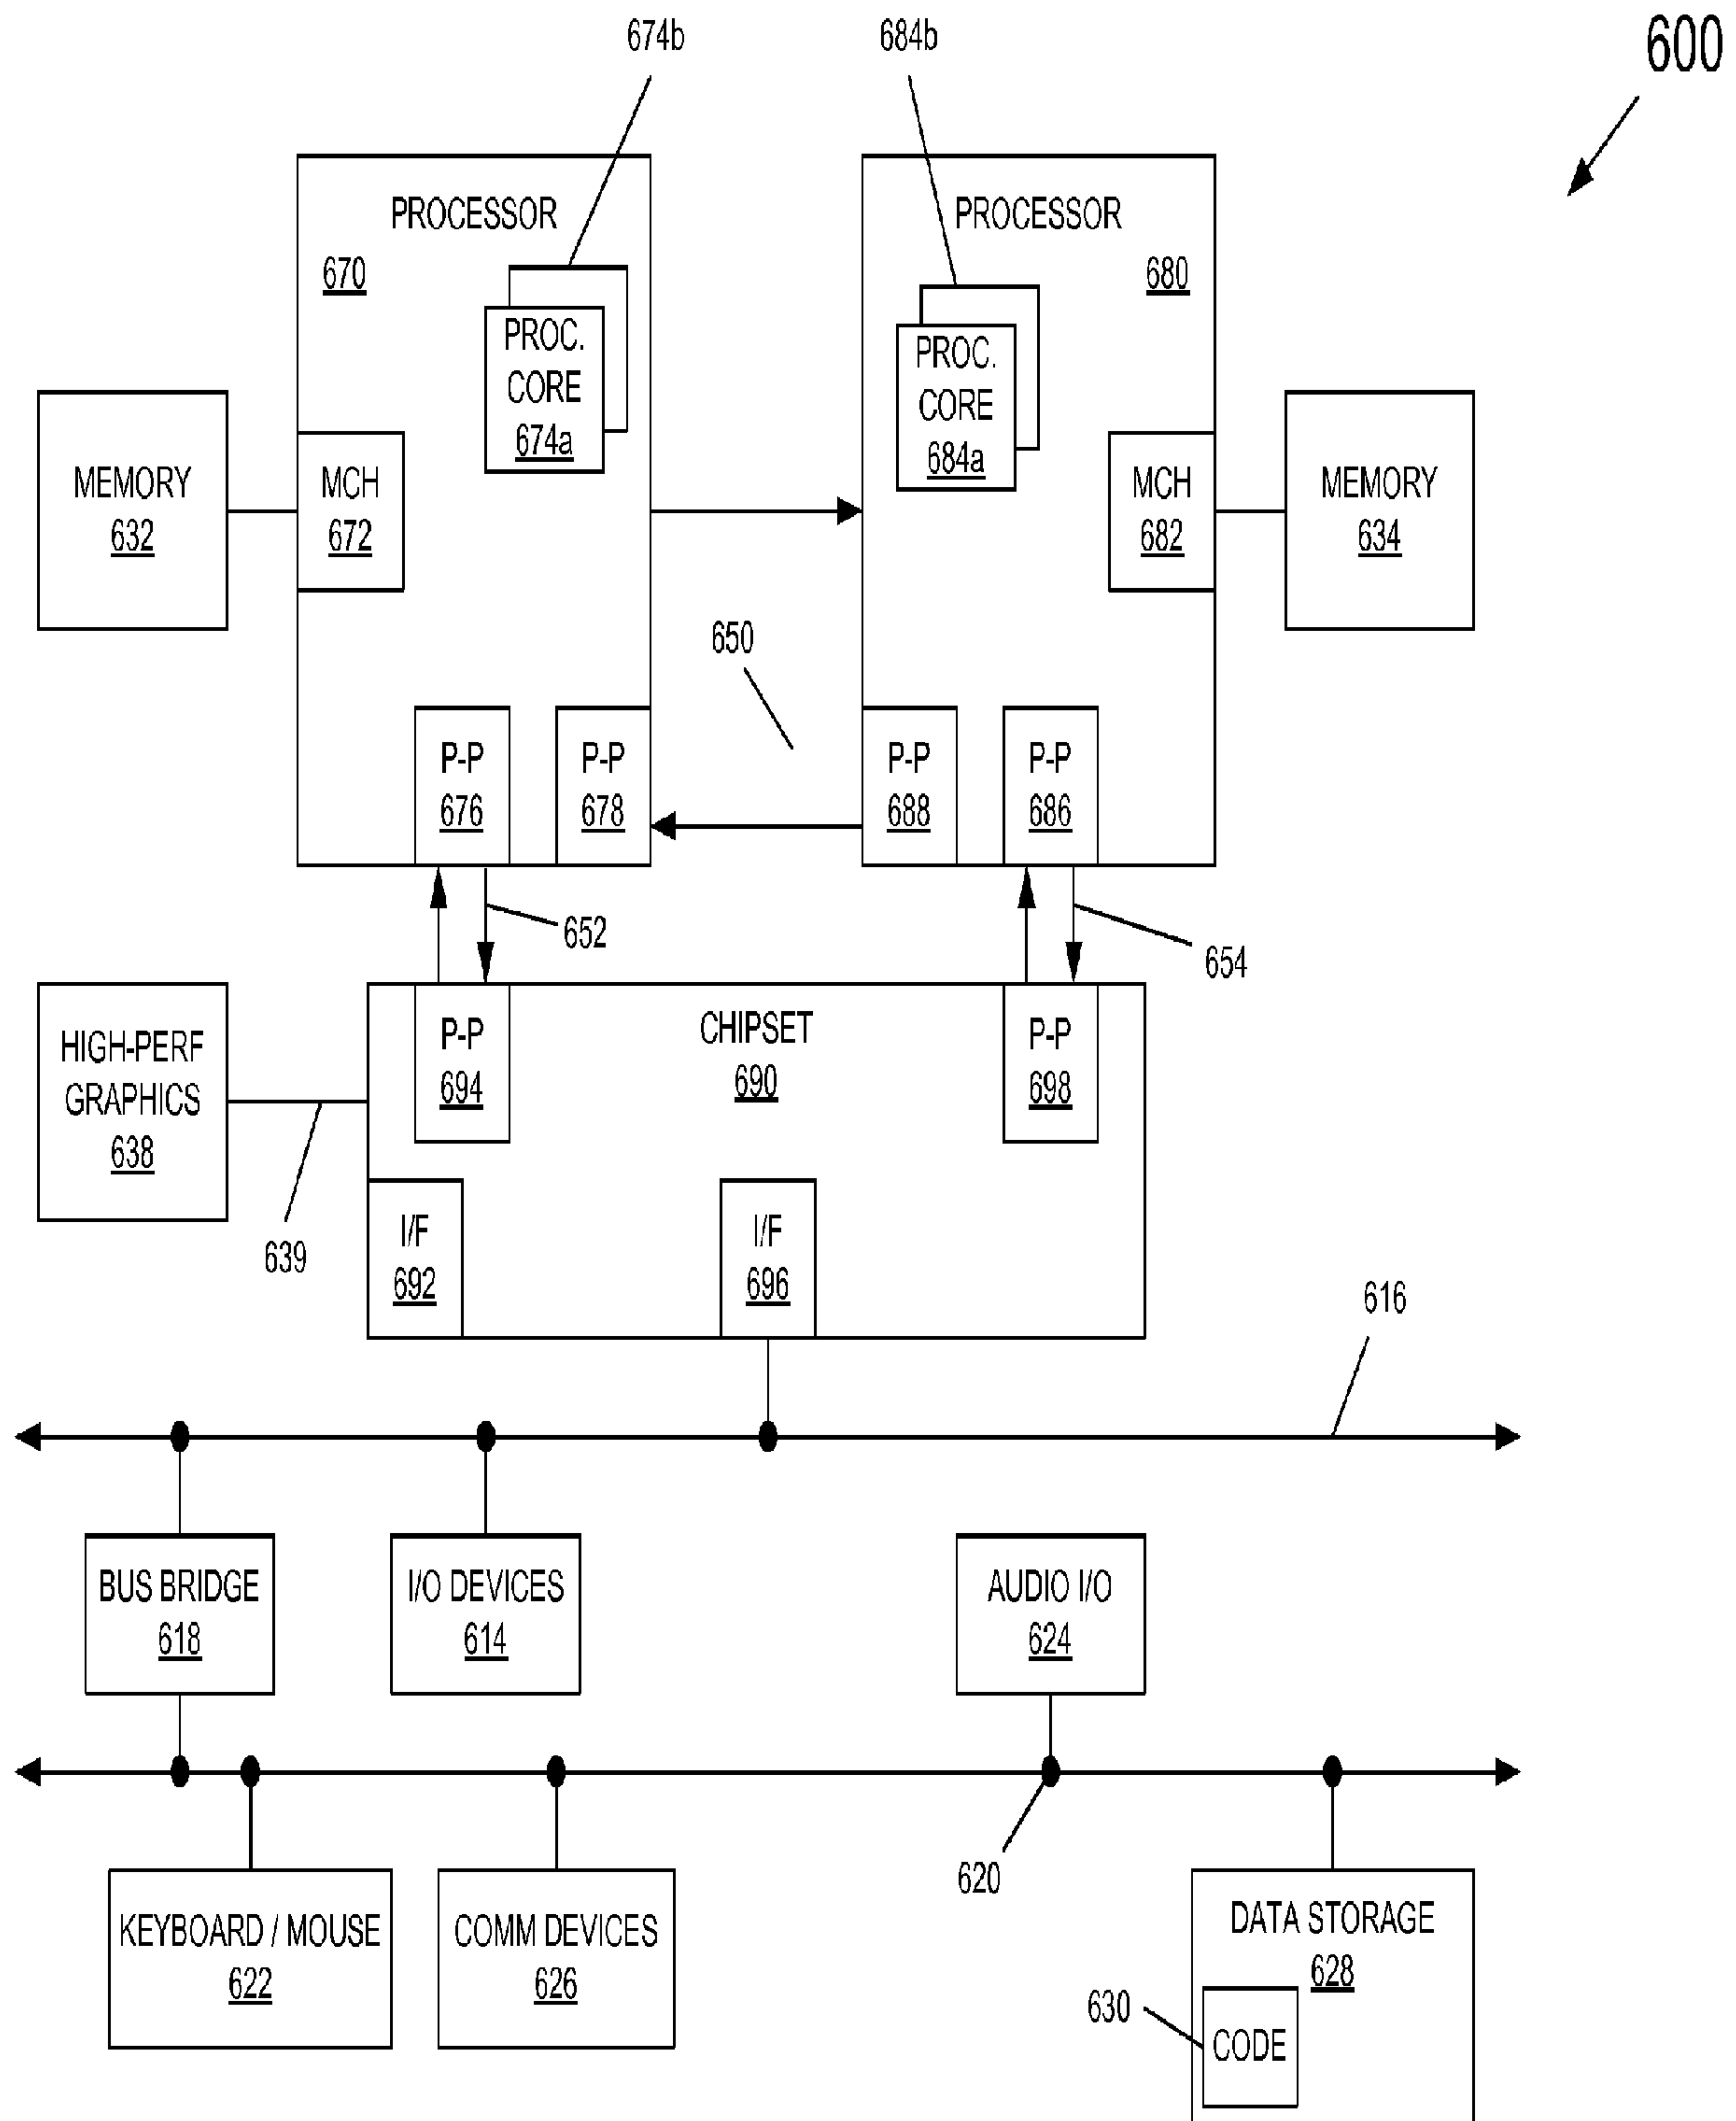 674b
684b
600
PROCESSOR
670
PROC.
CORE
674a
PROCESSOR
680
PROC.
CORE
684a
MEMORY
632
MCH
672
MCH
682
MEMORY
634
650
P-P
676
P-P
678
P-P
688
P-P
686
652
654
HIGH-PERF
GRAPHICS
638
639
P-P
694
CHIPSET
690
P-P
698
I/F
692
I/F
696
616
BUS BRIDGE
618
I/O DEVICES
614
AUDIO I/O
624
620
KEYBOARD / MOUSE
622
COMM DEVICES
626
DATA STORAGE
628
630
CODE